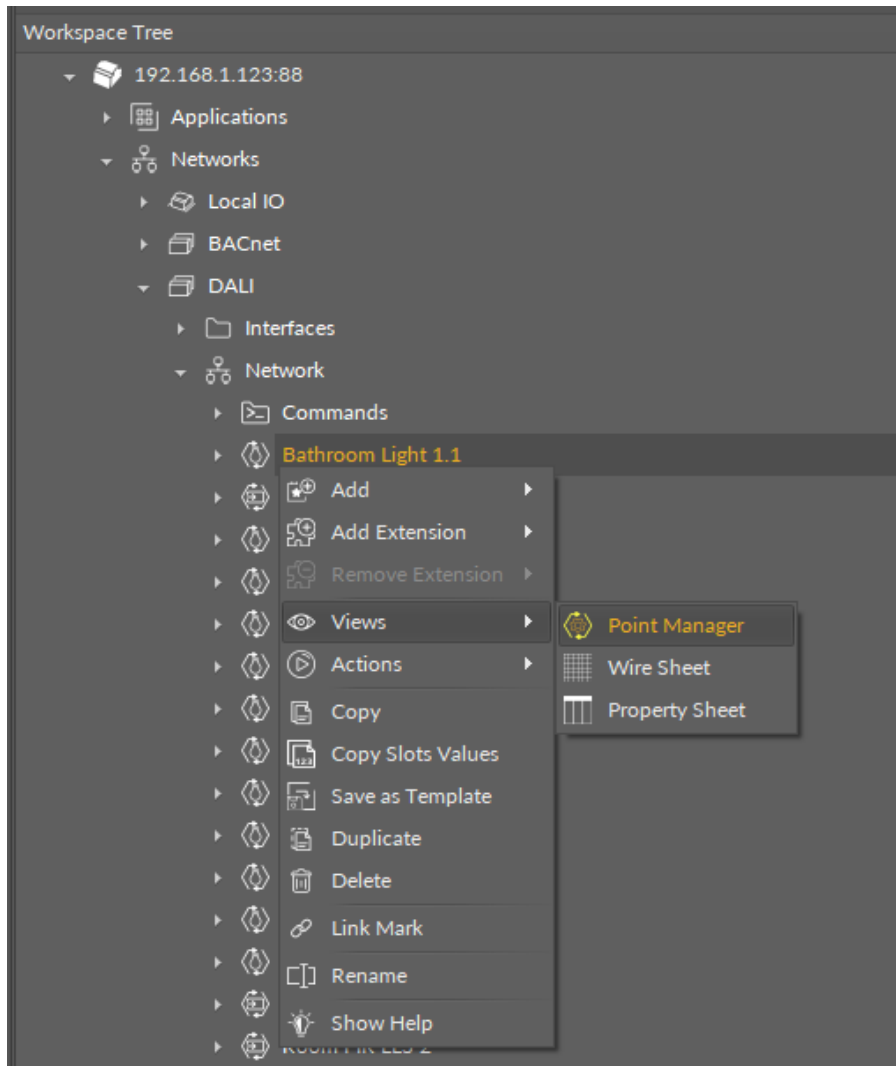 Workspace Tree
192.168.1.123:88
Applications
Networks
Local IO
BACnet
DALI
Interfaces
Network
Commands
Bathroom Light 1.1
Add
Add Extension
Remove Extension
Views
Point Manager
Actions
Wire Sheet
Copy
Property Sheet
Copy Slots Values
123
Save as Template
Duplicate
Delete
Link Mark
Rename
Show Help